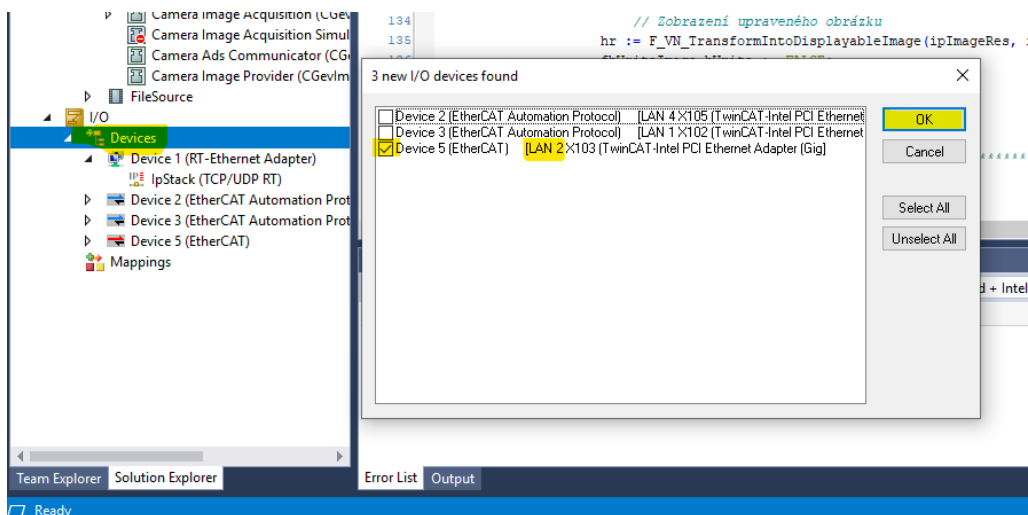 Camera Image Acquisition (CGev
Camera Image Acquisition Simul
Camera Ads Communicator (CG
Camera Image Provider (CGevIm
FileSource
I/O
Devices
Device 1 (RT-Ethernet Adapter)
IpStack (TCP/UDP RT)
Device 2 (EtherCAT Automation Prot
Device 3 (EtherCAT Automation Prot
Device 5 (EtherCAT)
Mappings
Team Explorer Solution Explorer
134 // Zobrazení upraveného obrázku
135 hr := F_VN_TransformIntoDisplayableImage(ipImageRes,
3 new I/O devices found
Device 2 (EtherCAT Automation Protocol) [LAN 4 X105 (TwinCAT-Intel PCI Ethernet
Device 3 (EtherCAT Automation Protocol) [LAN 1 X102 (TwinCAT-Intel PCI Ethernet
Device 5 (EtherCAT) [LAN 2 X103 (TwinCAT-Intel PCI Ethernet Adapter (Gig]
OK
Cancel
Select All
Unselect All
d + Intel
Error List Output
Ready